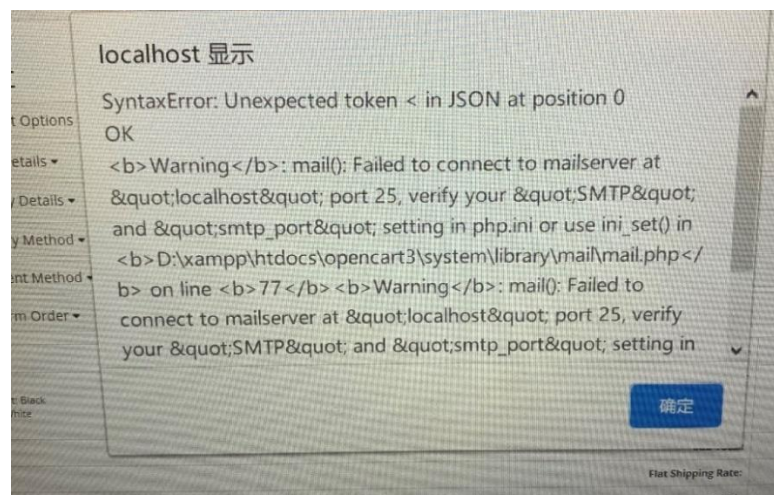 localhost 显示
SyntaxError: Unexpected token < in JSON at position 0
OK
<b>Warning</b>: mail(): Failed to connect to mailserver at
&quot;localhost&quot; port 25, verify your &quot;SMTP&quot;
and &quot;smtp_port&quot; setting in php.ini or use ini_set() in
<b>D:\xampp\htdocs\opencart3\system\library\mail\mail.php</
b> on line <b>77</b><b>Warning</b>: mail(): Failed to
connect to mailserver at &quot;localhost&quot; port 25, verify
your &quot;SMTP&quot; and &quot;smtp_port&quot; setting in
确定
t Options
etails
Details
y Method
ent Method
m Order
t: Black
Flat Shipping Rate: